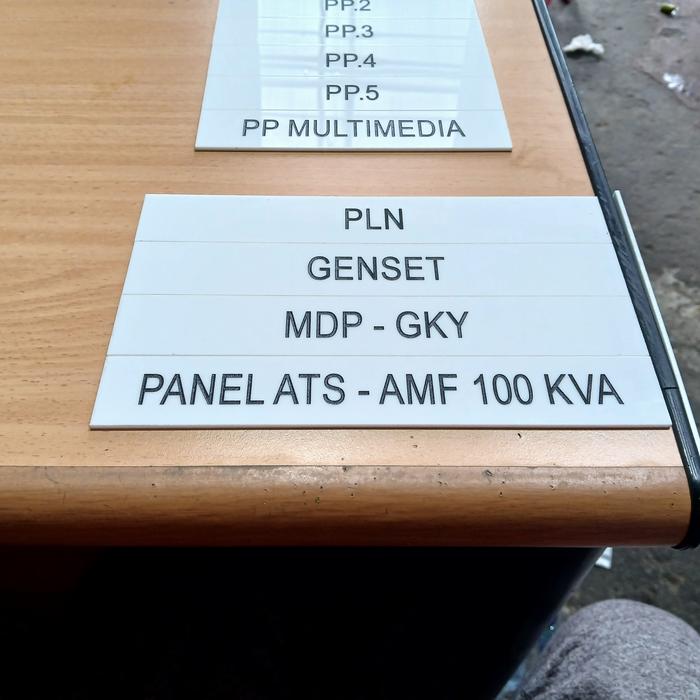 PP.2
PP.3
PP.4
PP.5
PP MULTIMEDIA
PLN
GENSET
MDP - GKY
PANEL ATS - AMF 100 KVA